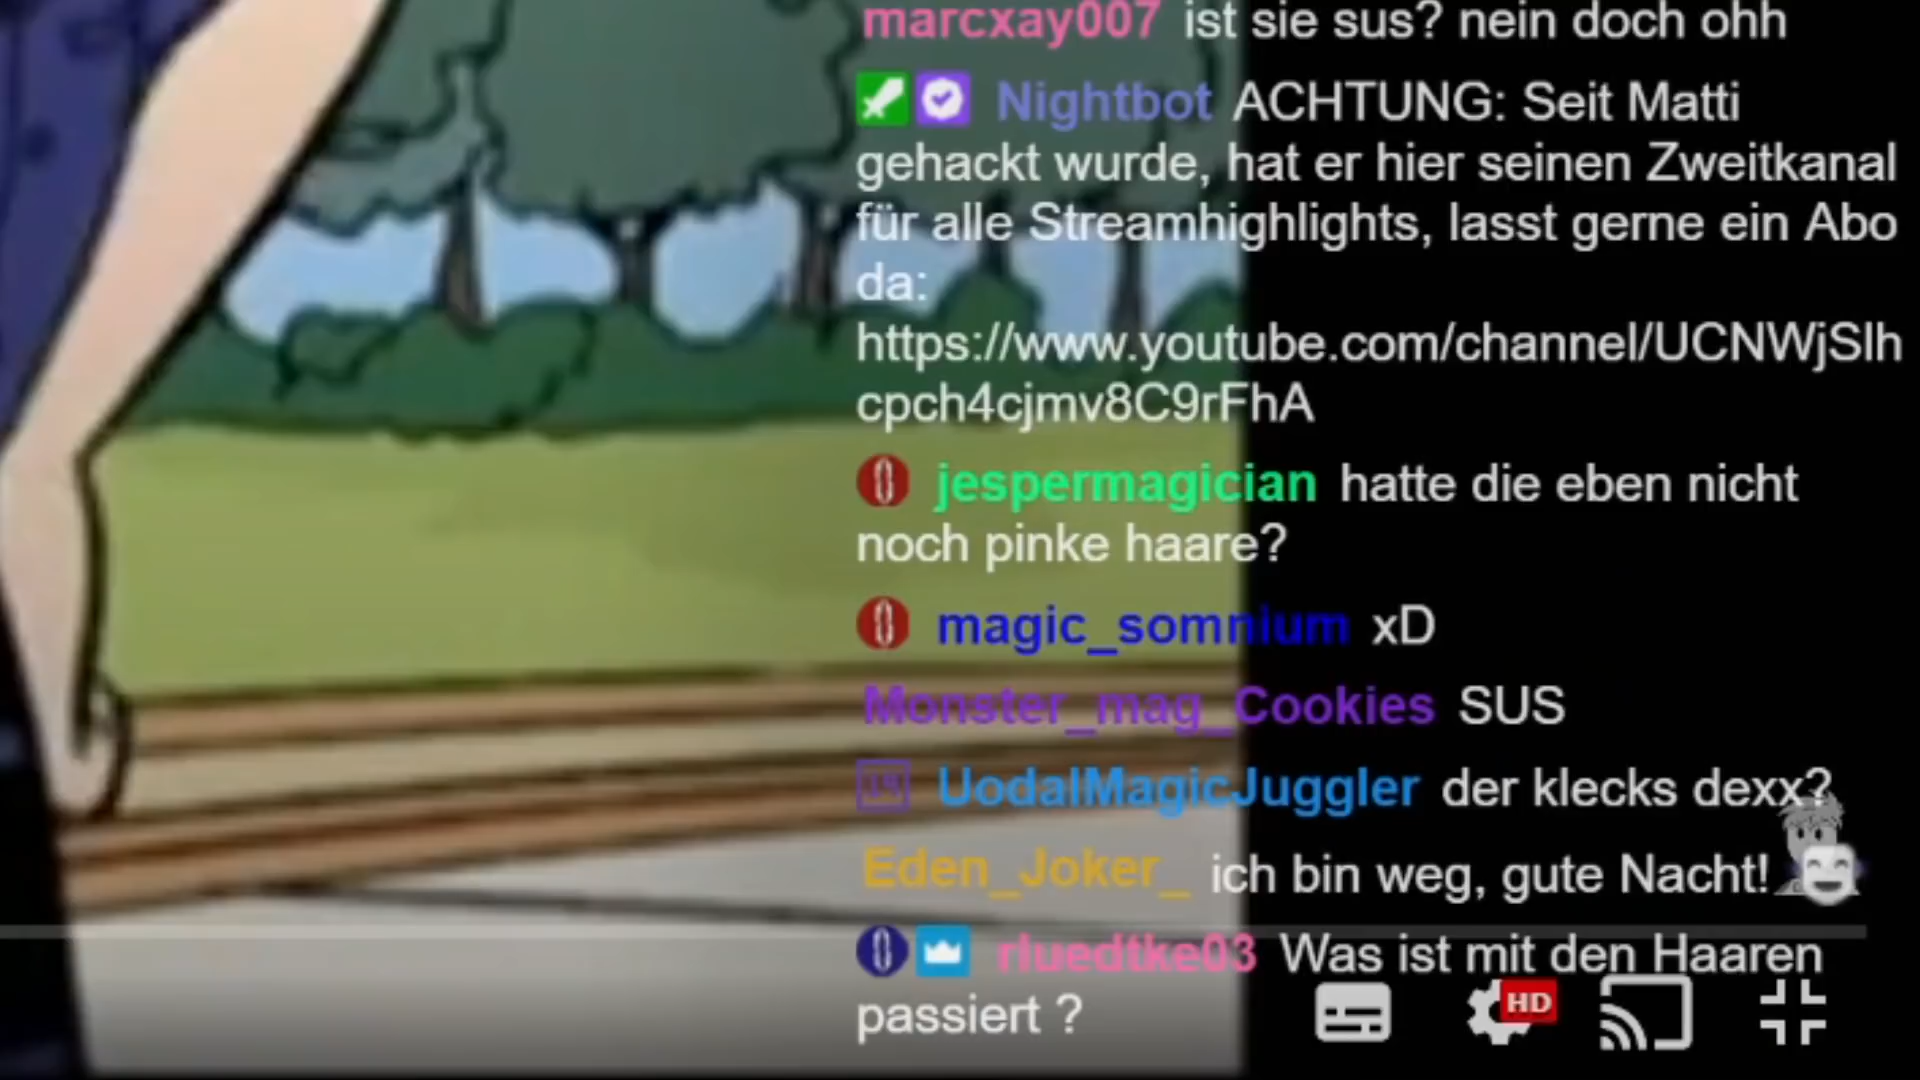 marcxay007 ist sie sus? nein doch ohh
Nightbot ACHTUNG: Seit Matti
gehackt wurde, hat er hier seinen Zweitkanal
für alle Streamhighlights, lasst gerne ein Abo
da:
https://www.youtube.com/channel/UCNWjSlh
cpch4cjmv8C9rFhA
jespermagician hatte die eben nicht
noch pinke haare?
magic_somnium xD
Monster_mag_Cookies SUS
UodalMagicJuggler der klecks dexx?
Eden_Joker_ ich bin weg, gute Nacht!
rluedtke03 Was ist mit den Haaren
passiert ?
HD